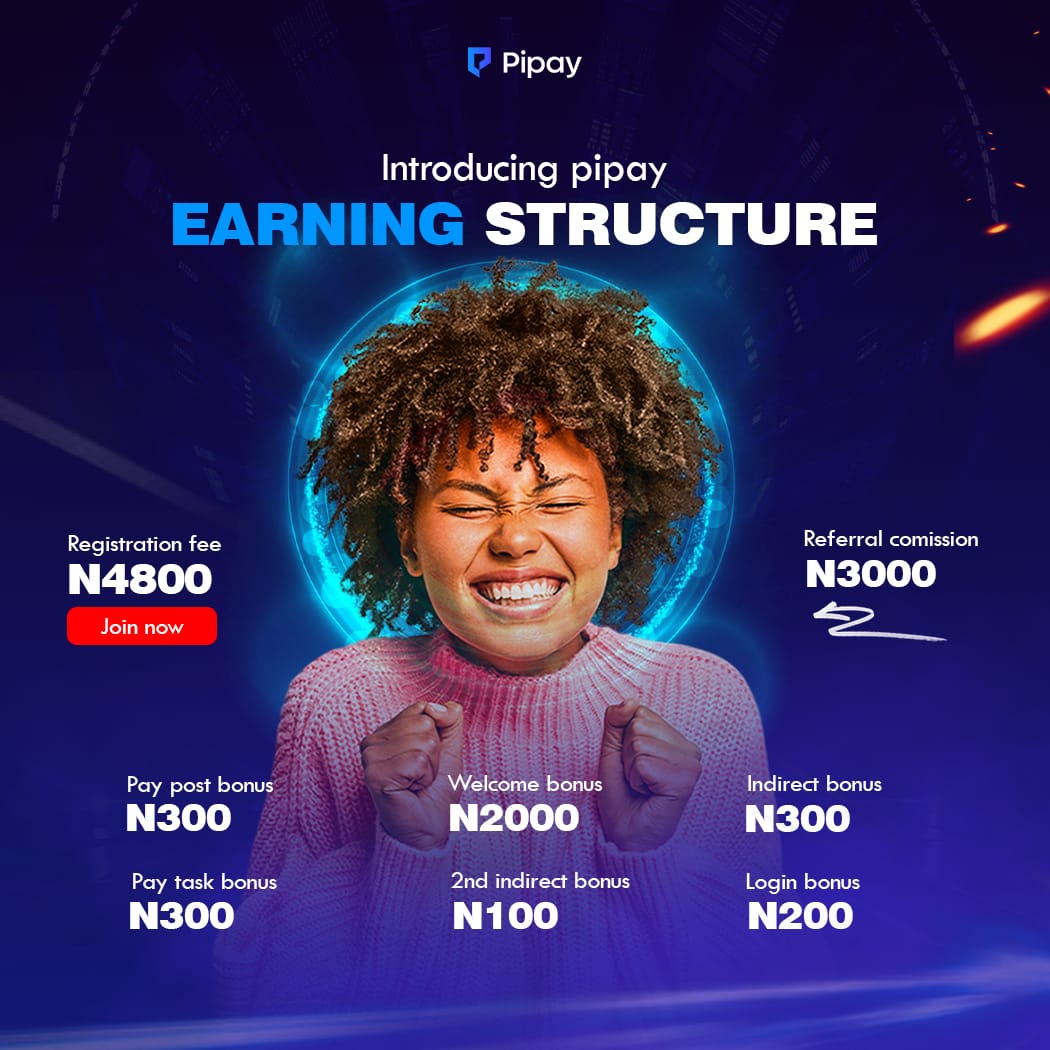 Pipay
Introducing pipay
EARNING STRUCTURE
Registration fee
N4800
Join now
Referral comission
N3000
Pay post bonus
N300
Welcome bonus
N2000
Indirect bonus
N300
Pay task bonus
N300
2nd indirect bonus
N100
Login bonus
N200